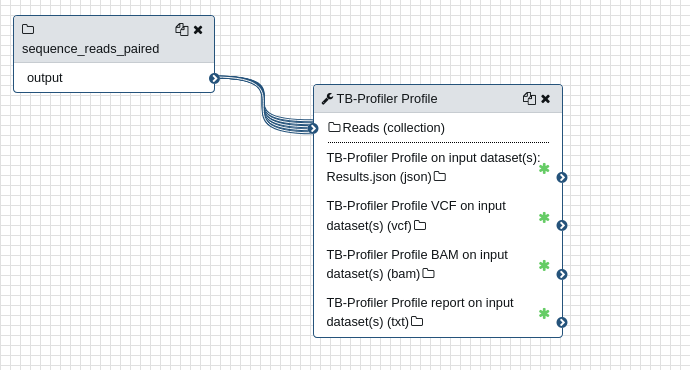 sequence_reads_paired
output
TB-Profiler Profile
Reads (collection)
TB-Profiler Profile on input dataset(s):
Results.json (json)
TB-Profiler Profile VCF on input
dataset(s) (vcf)
TB-Profiler Profile BAM on input
dataset(s) (bam)
TB-Profiler Profile report on input
dataset(s) (txt)